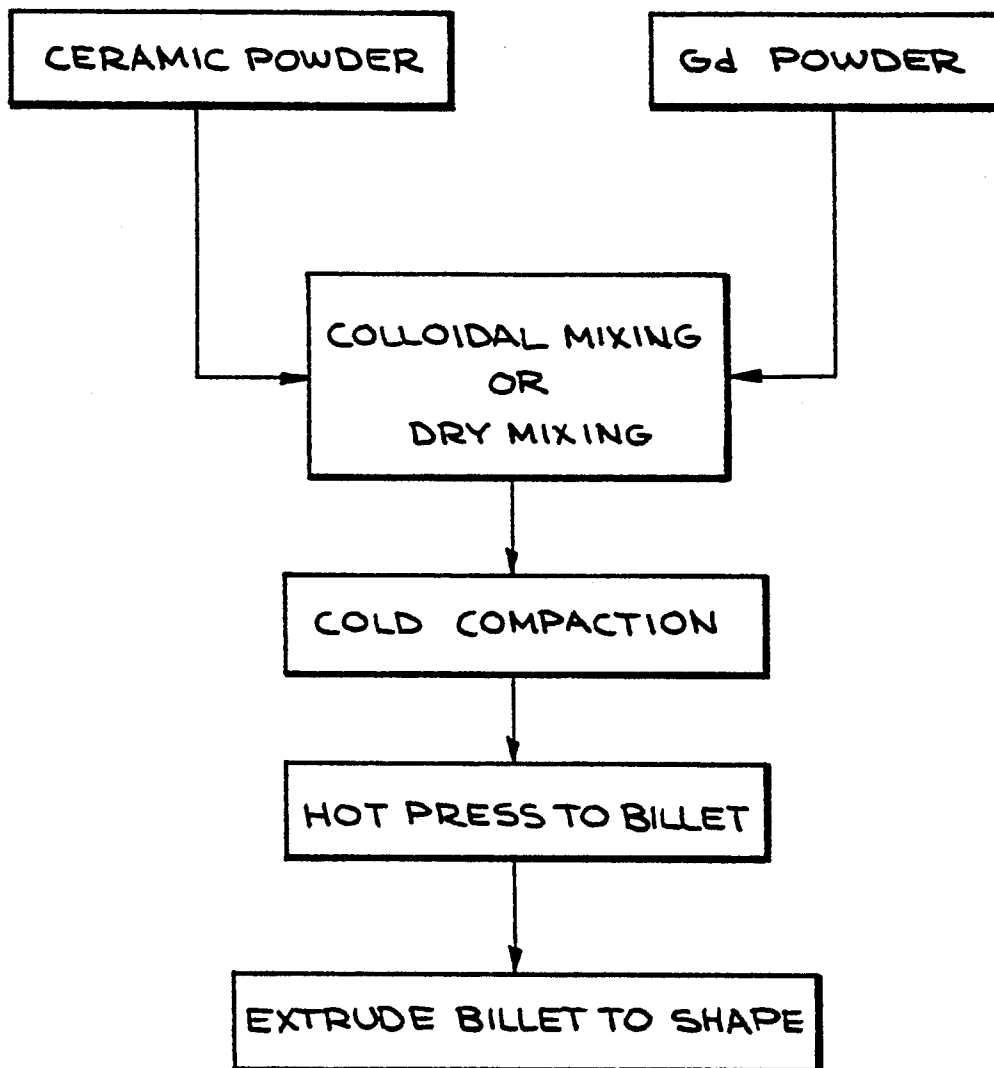 CERAMIC POWDER
Gd POWDER
COLLOIDAL MIXING
OR
DRY MIXING
COLD COMPACTION
HOT PRESS TO BILLET
EXTRUDE BILLET TO SHAPE